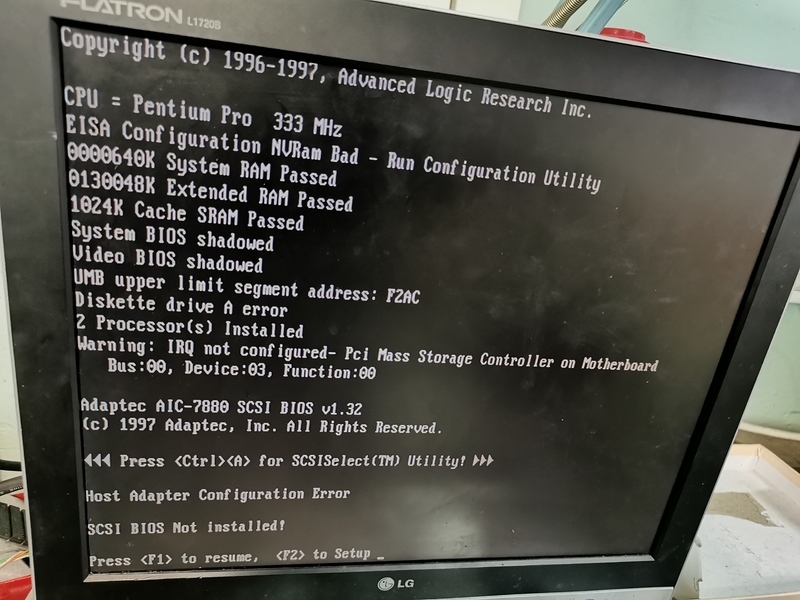 FLATRON L1720B
Copyright (c) 1996-1997, Advanced Logic Research Inc.
CPU = Pentium Pro 333 MHz
EISA Configuration NVRam Bad - Run Configuration Utility
0000640K System RAM Passed
0130048K Extended RAM Passed
1024K Cache SRAM Passed
System BIOS shadowed
Video BIOS shadowed
UMB upper limit segment address: F2AC
Diskette drive A error
2 Processor(s) Installed
Warning: IRQ not configured- Pci Mass Storage Controller on Motherboard
Bus:00, Device:03, Function:00
Adaptec AIC-7880 SCSI BIOS v1.32
(c) 1997 Adaptec, Inc. All Rights Reserved.
◄◄◄ Press <Ctrl><A> for SCSISelect(TM) Utility! ►►►
Host Adapter Configuration Error
SCSI BIOS Not installed!
Press <F1> to resume, <F2> to Setup _
LG